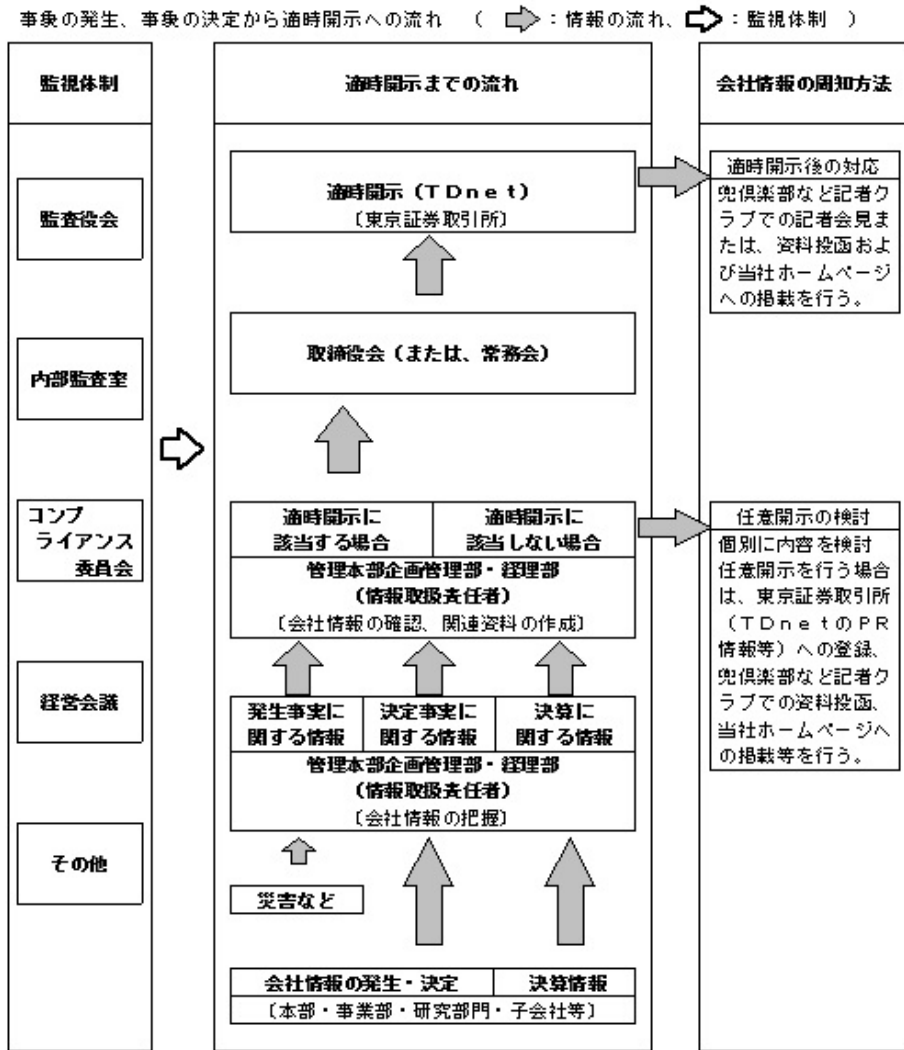 事象の発生、事象の決定から適時開示への流れ　（　：情報の流れ、：監視体制　）
監視体制
監査役会
内部監査室
コンプ
ライアンス
委員会
経営会議
その他
適時開示までの流れ
適時開示（ＴＤｎｅｔ）
〔東京証券取引所〕
取締役会（または、常務会）
適時開示に
該当する場合
適時開示に
該当しない場合
管理本部企画管理部・経理部
（情報取扱責任者）
〔会社情報の確認、関連資料の作成〕
発生事実に
関する情報
決定事実に
関する情報
決算に
関する情報
管理本部企画管理部・経理部
（情報取扱責任者）
〔会社情報の把握〕
災害など
会社情報の発生・決定
決算情報
〔本部・事業部・研究部門・子会社等〕
会社情報の周知方法
適時開示後の対応
兜倶楽部など記者ク
ラブでの記者会見ま
たは、資料投函およ
び当社ホームページ
への掲載を行う。
任意開示の検討
個別に内容を検討
任意開示を行う場合
は、東京証券取引所
（ＴＤｎｅｔのＰＲ
情報等）への登録、
兜倶楽部など記者ク
ラブでの資料投函、
当社ホームページへ
の掲載等を行う。